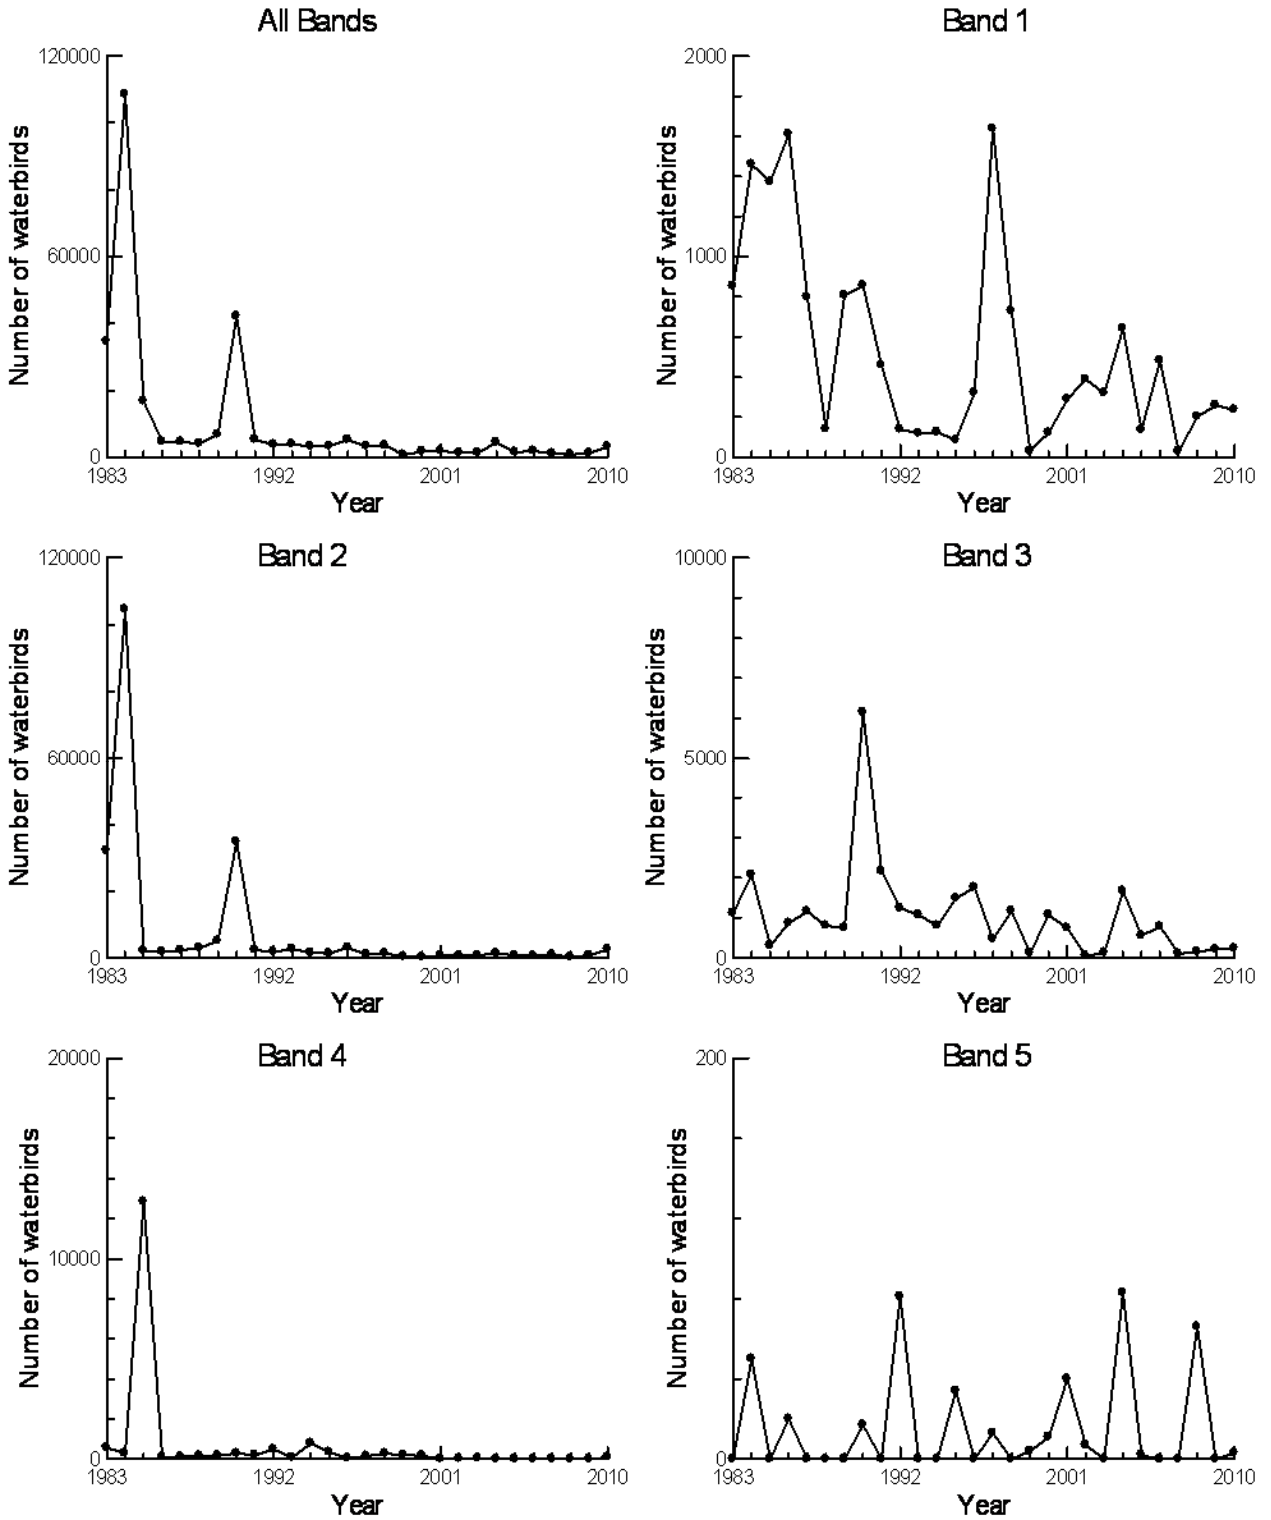 All Bands
Number of waterbirds
120000
60000
0
1983
1992
2001
2010
Year
Band 1
Number of waterbirds
2000
1000
0
1983
1992
2001
2010
Year
Band 2
Number of waterbirds
120000
60000
0
1983
1992
2001
2010
Year
Band 3
Number of waterbirds
10000
5000
0
1983
1992
2001
2010
Year
Band 4
Number of waterbirds
20000
10000
0
1983
1992
2001
2010
Year
Band 5
Number of waterbirds
200
0
1983
1992
2001
2010
Year